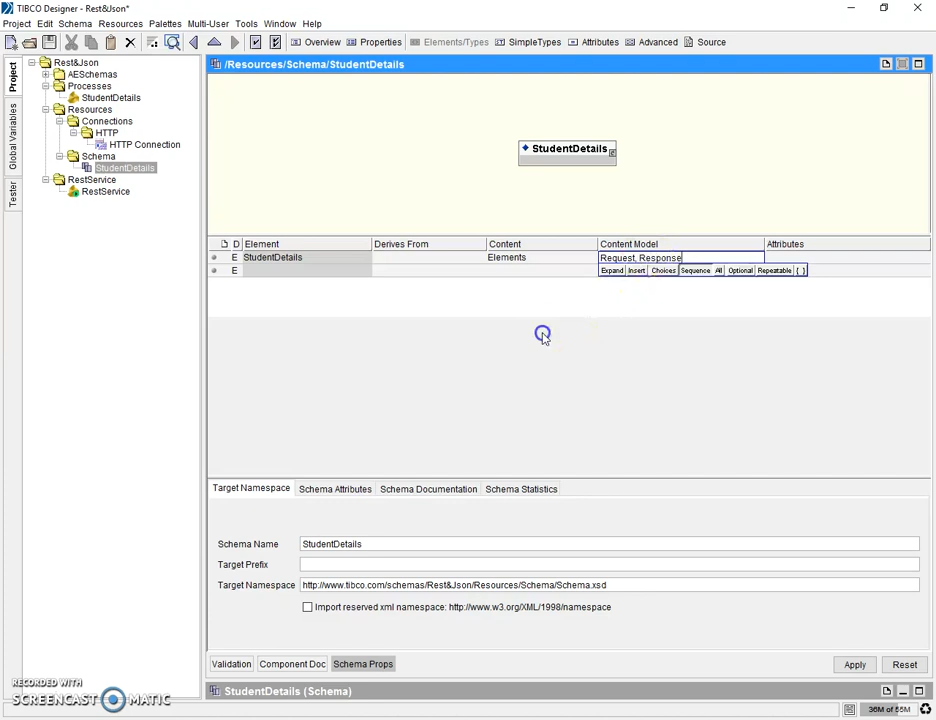 TIBCO Designer - Rest&Json*
Project Edit Schema Resources Palettes Multi-User Tools Window Help
Overview Properties Elements/Types SimpleTypes Attributes Advanced Source
Project
Global Variables
Tester
Rest&Json
AESchemas
Processes
StudentDetails
Resources
Connections
HTTP
HTTP Connection
Schema
StudentDetails
RestService
RestService
/Resources/Schema/StudentDetails
StudentDetails
D Element Derives From Content Content Model Attributes
E StudentDetails Elements Request, Response
E Expand Insert Choices Sequence All Optional Repeatable { }
Target Namespace Schema Attributes Schema Documentation Schema Statistics
Schema Name StudentDetails
Target Prefix
Target Namespace http://www.tibco.com/schemas/Rest&Json/Resources/Schema/Schema.xsd
Import reserved xml namespace: http://www.w3.org/XML/1998/namespace
Validation Component Doc Schema Props Apply Reset
StudentDetails (Schema)
RECORDED WITH
SCREENCAST MATIC
36M of 55M